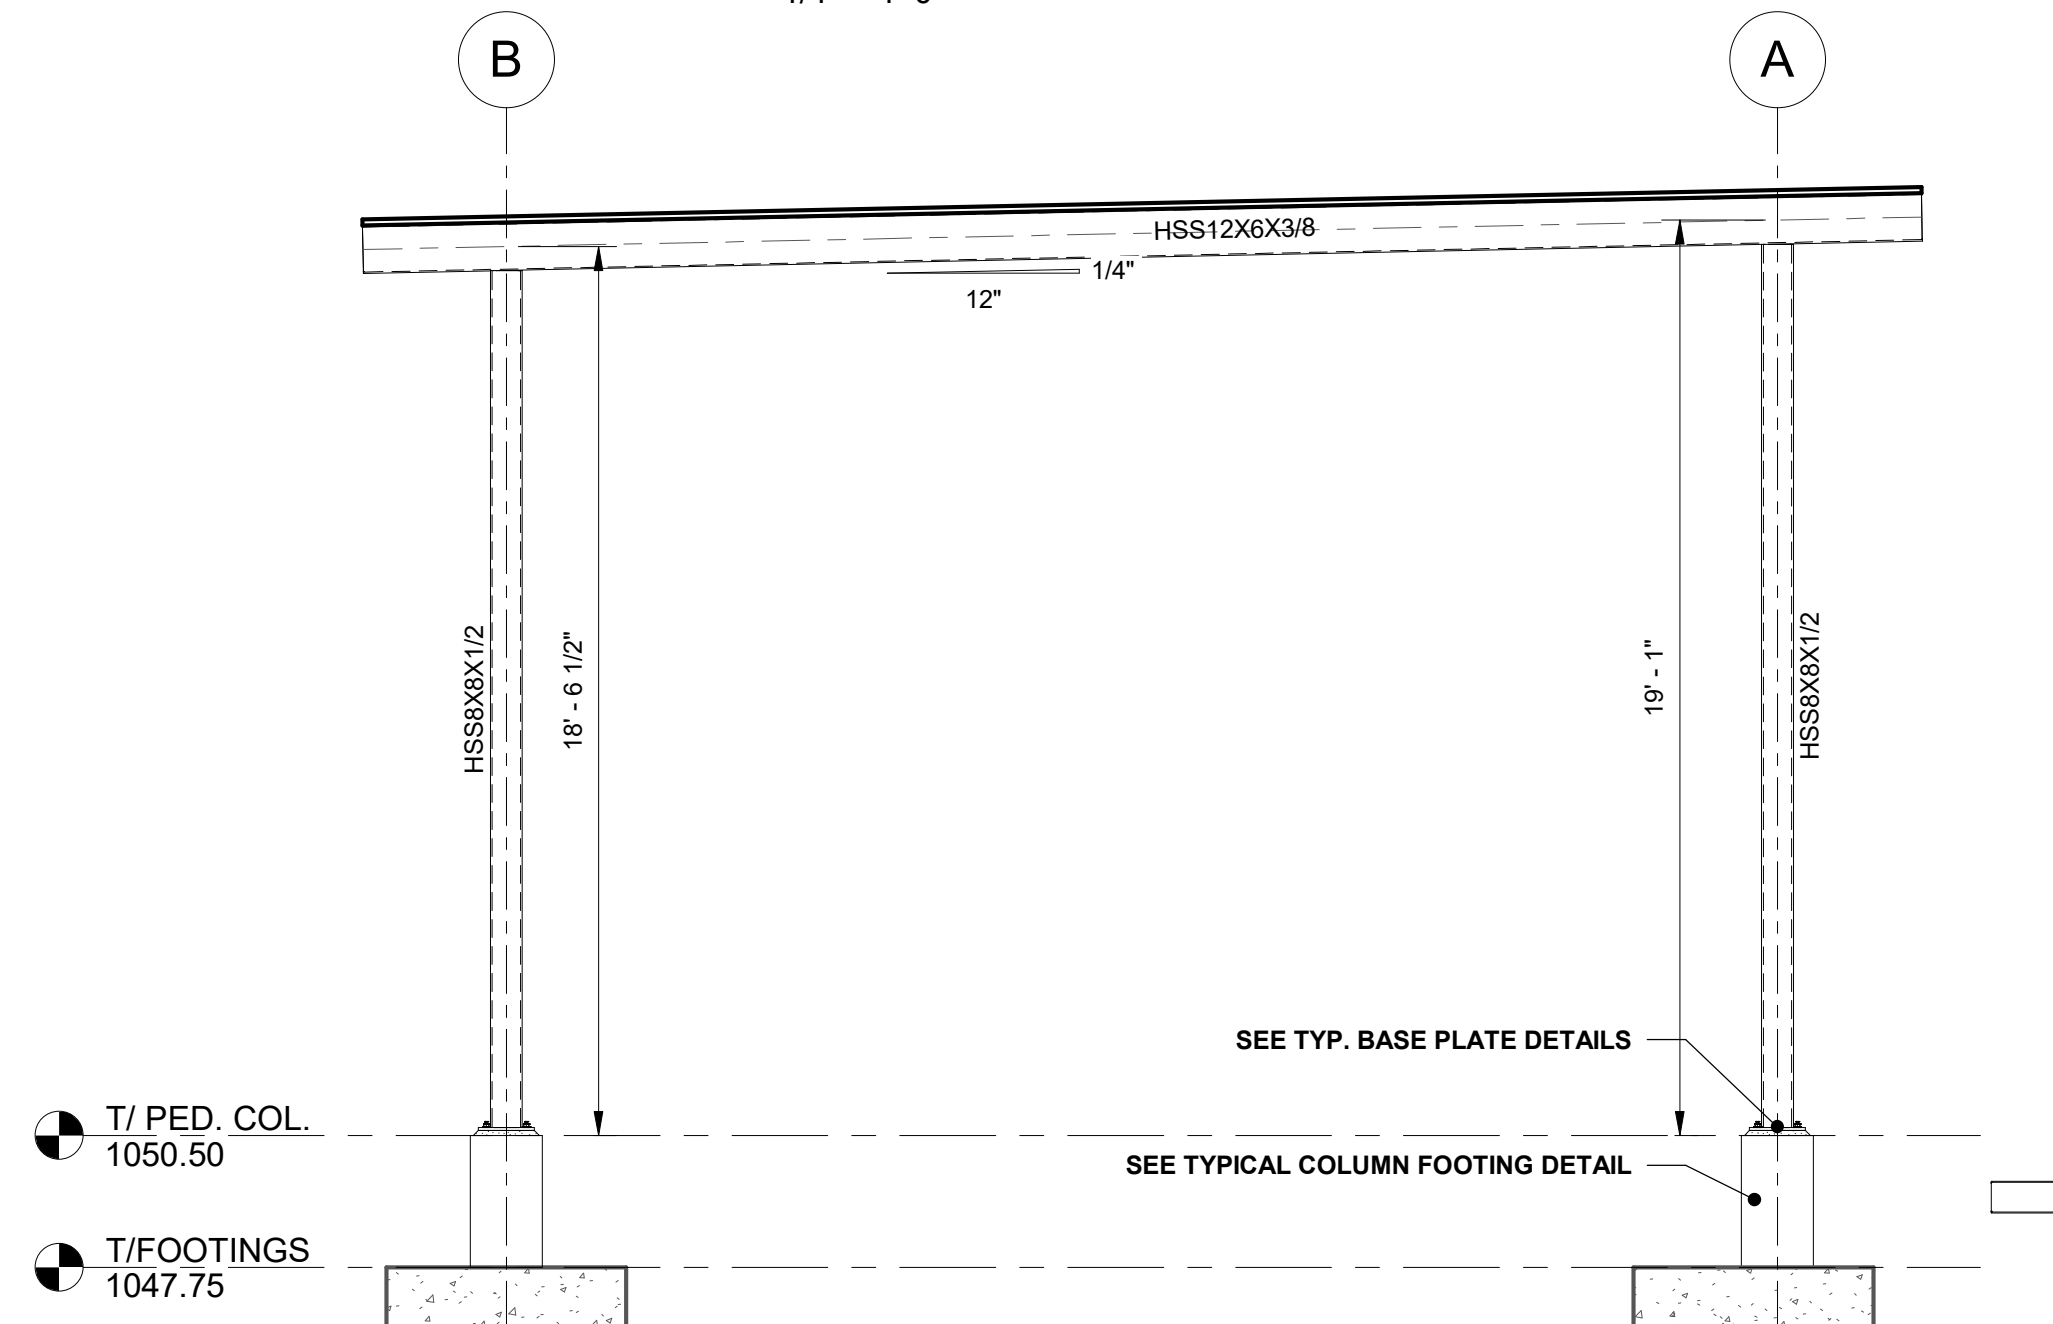 B
A
HSS12X6X3/8
1/4"
12"
HSS8X8X1/2
18' - 6 1/2"
19' - 1"
HSS8X8X1/2
SEE TYP. BASE PLATE DETAILS
T/ PED. COL.
1050.50
SEE TYPICAL COLUMN FOOTING DETAIL
T/FOOTINGS
1047.75